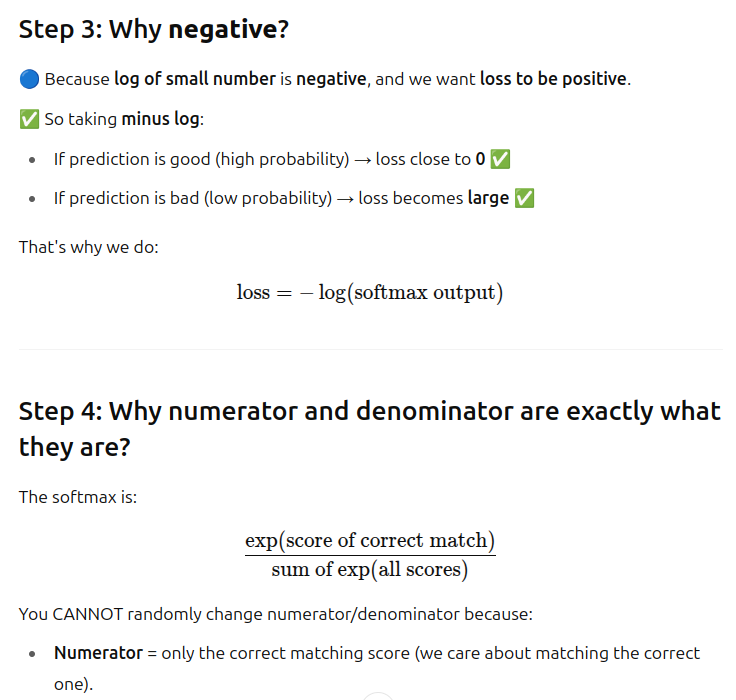 Step 3: Why negative?
🔵 Because log of small number is negative, and we want loss to be positive.
✅ So taking minus log:
• If prediction is good (high probability) → loss close to 0 ✅
• If prediction is bad (low probability) → loss becomes large ✅
That's why we do:
loss = − log(softmax output)
Step 4: Why numerator and denominator are exactly what
they are?
The softmax is:
exp(score of correct match)
sum of exp(all scores)
You CANNOT randomly change numerator/denominator because:
• Numerator = only the correct matching score (we care about matching the correct
one).